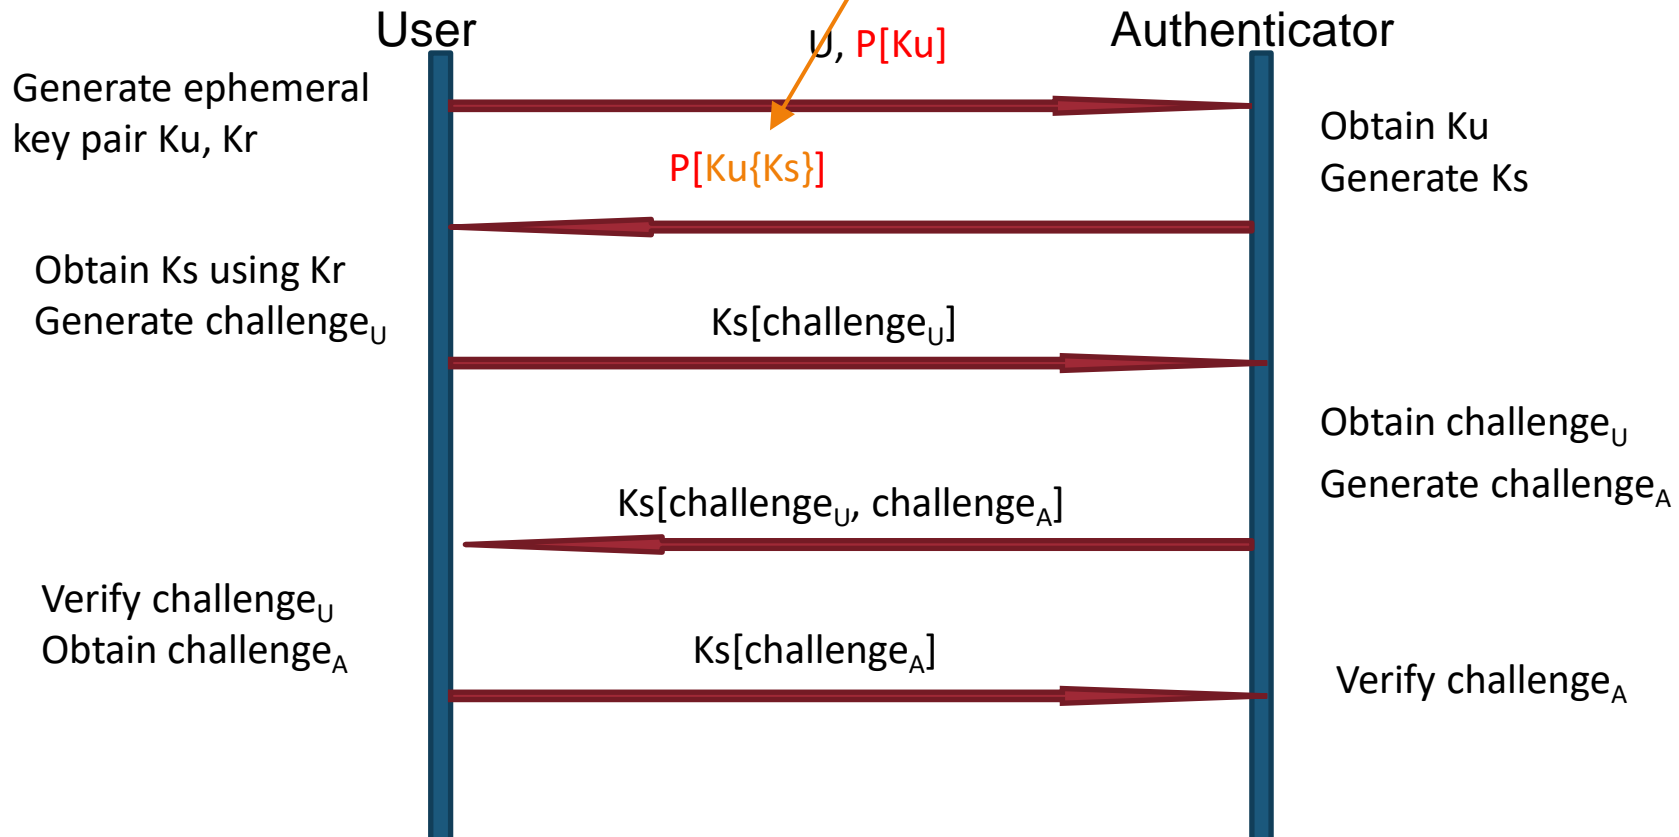 User
Authenticator
U, P[Ku]
Generate ephemeral
key pair Ku, Kr
Obtain Ku
Generate Ks
P[Ku{Ks}]
Obtain Ks using Kr
Generate challengeU
Ks[challengeU]
Obtain challengeU
Generate challengeA
Ks[challengeU, challengeA]
Verify challengeU
Obtain challengeA
Ks[challengeA]
Verify challengeA